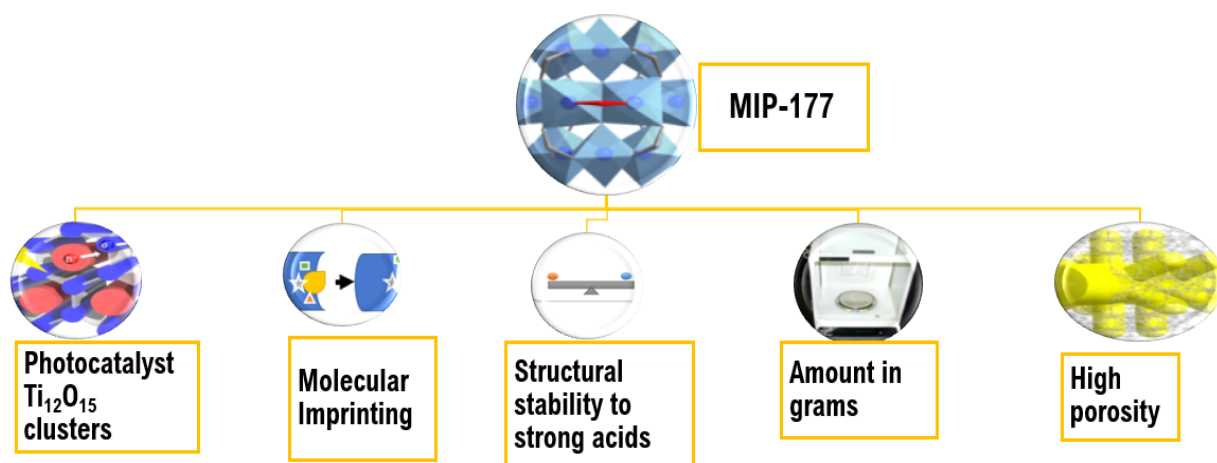 MIP-177
Photocatalyst
Ti₁₂O₁₅
clusters
Molecular
Imprinting
Structural
stability to
strong acids
Amount in
grams
High
porosity